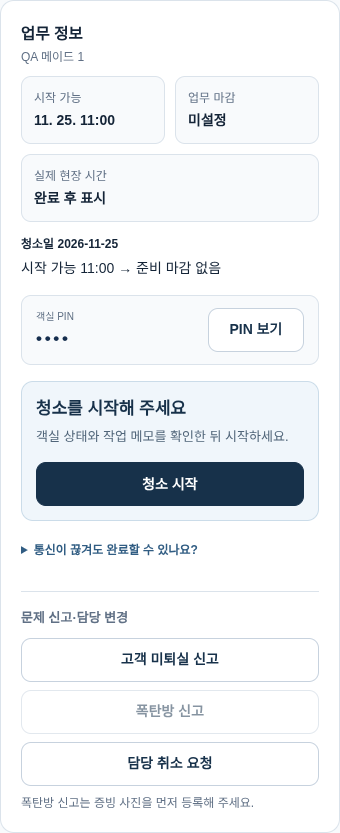 업무 정보
QA 메이드 1
시작 가능
11. 25. 11:00
업무 마감
미설정
실제 현장 시간
완료 후 표시
청소일 2026-11-25
시작 가능 11:00 → 준비 마감 없음
객실 PIN
••••
PIN 보기
청소를 시작해 주세요
객실 상태와 작업 메모를 확인한 뒤 시작하세요.
청소 시작
▶ 통신이 끊겨도 완료할 수 있나요?
문제 신고·담당 변경
고객 미퇴실 신고
폭탄방 신고
담당 취소 요청
폭탄방 신고는 증빙 사진을 먼저 등록해 주세요.